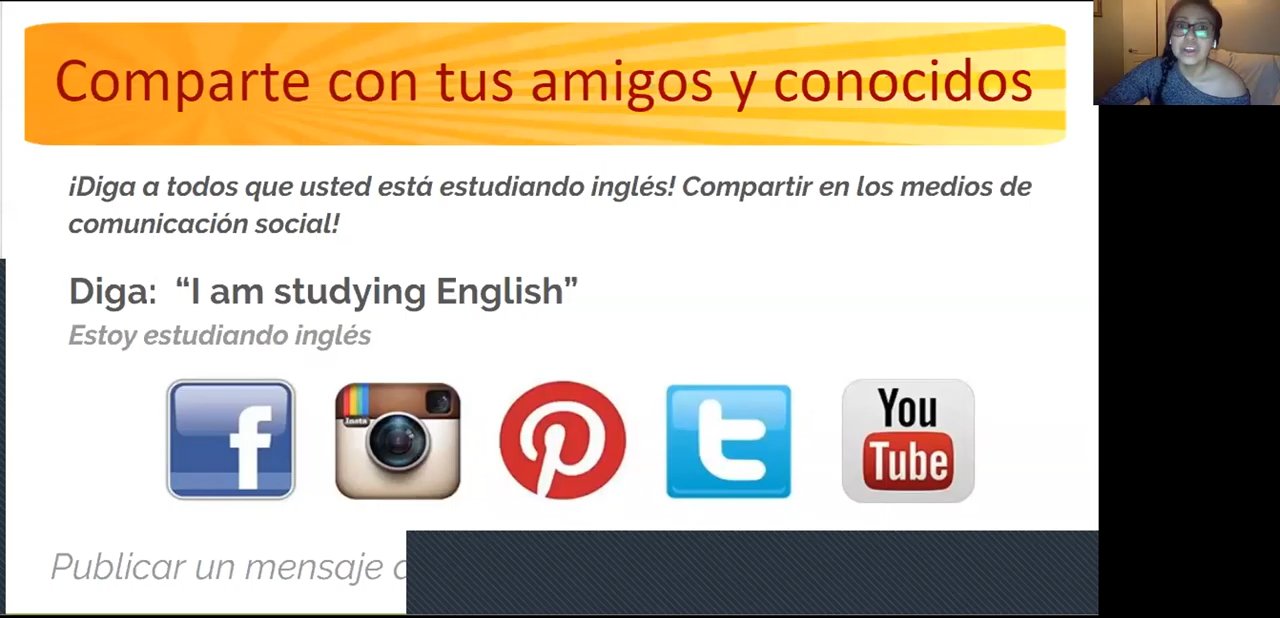 Comparte con tus amigos y conocidos
¡Diga a todos que usted está estudiando inglés! Compartir en los medios de
comunicación social!
Diga: “I am studying English”
Estoy estudiando inglés
f
Insta
P
t
You
Tube
Publicar un mensaje